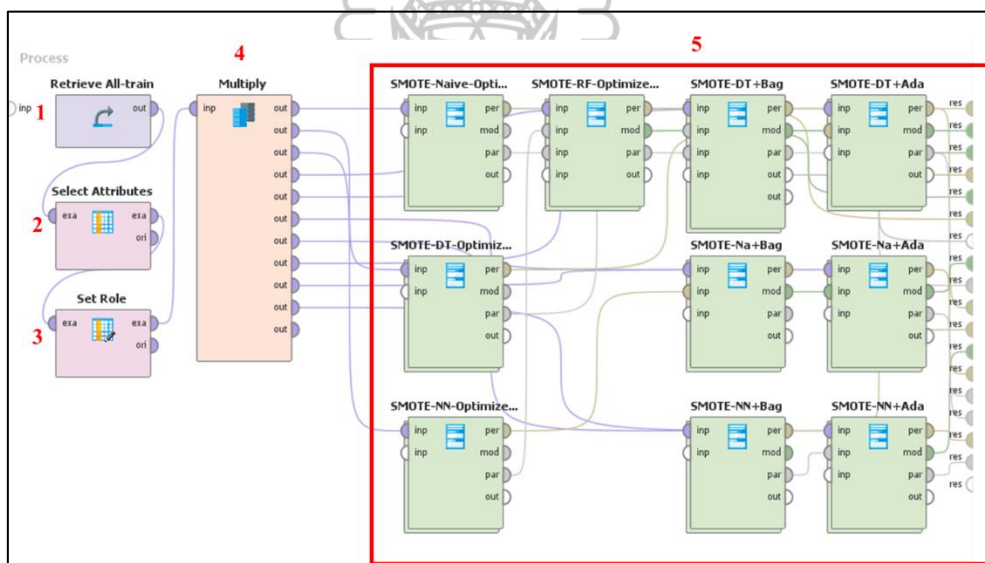 Process
4
5
Retrieve All-train
Multiply
SMOTE-Naive-Opti...
SMOTE-RF-Optimize...
SMOTE-DT+Bag
SMOTE-DT+Ada
inp
1
out
inp
out
out
out
out
out
out
out
out
out
out
out
inp
inp
per
mod
par
out
inp
inp
inp
inp
per
mod
par
out
inp
inp
inp
inp
per
mod
par
out
out
inp
inp
inp
inp
per
mod
par
out
out
res
res
res
res
res
res
res
Select Attributes
2
exa
exa
ori
SMOTE-DT-Optimiz...
SMOTE-Na+Bag
SMOTE-Na+Ada
inp
inp
per
mod
par
out
inp
inp
per
mod
par
out
inp
inp
inp
per
mod
par
out
res
res
res
res
res
Set Role
3
exa
exa
ori
SMOTE-NN-Optimize...
SMOTE-NN+Bag
SMOTE-NN+Ada
inp
inp
per
mod
par
out
inp
inp
per
mod
par
out
inp
inp
inp
per
mod
par
out
res
res
res
res
res
res